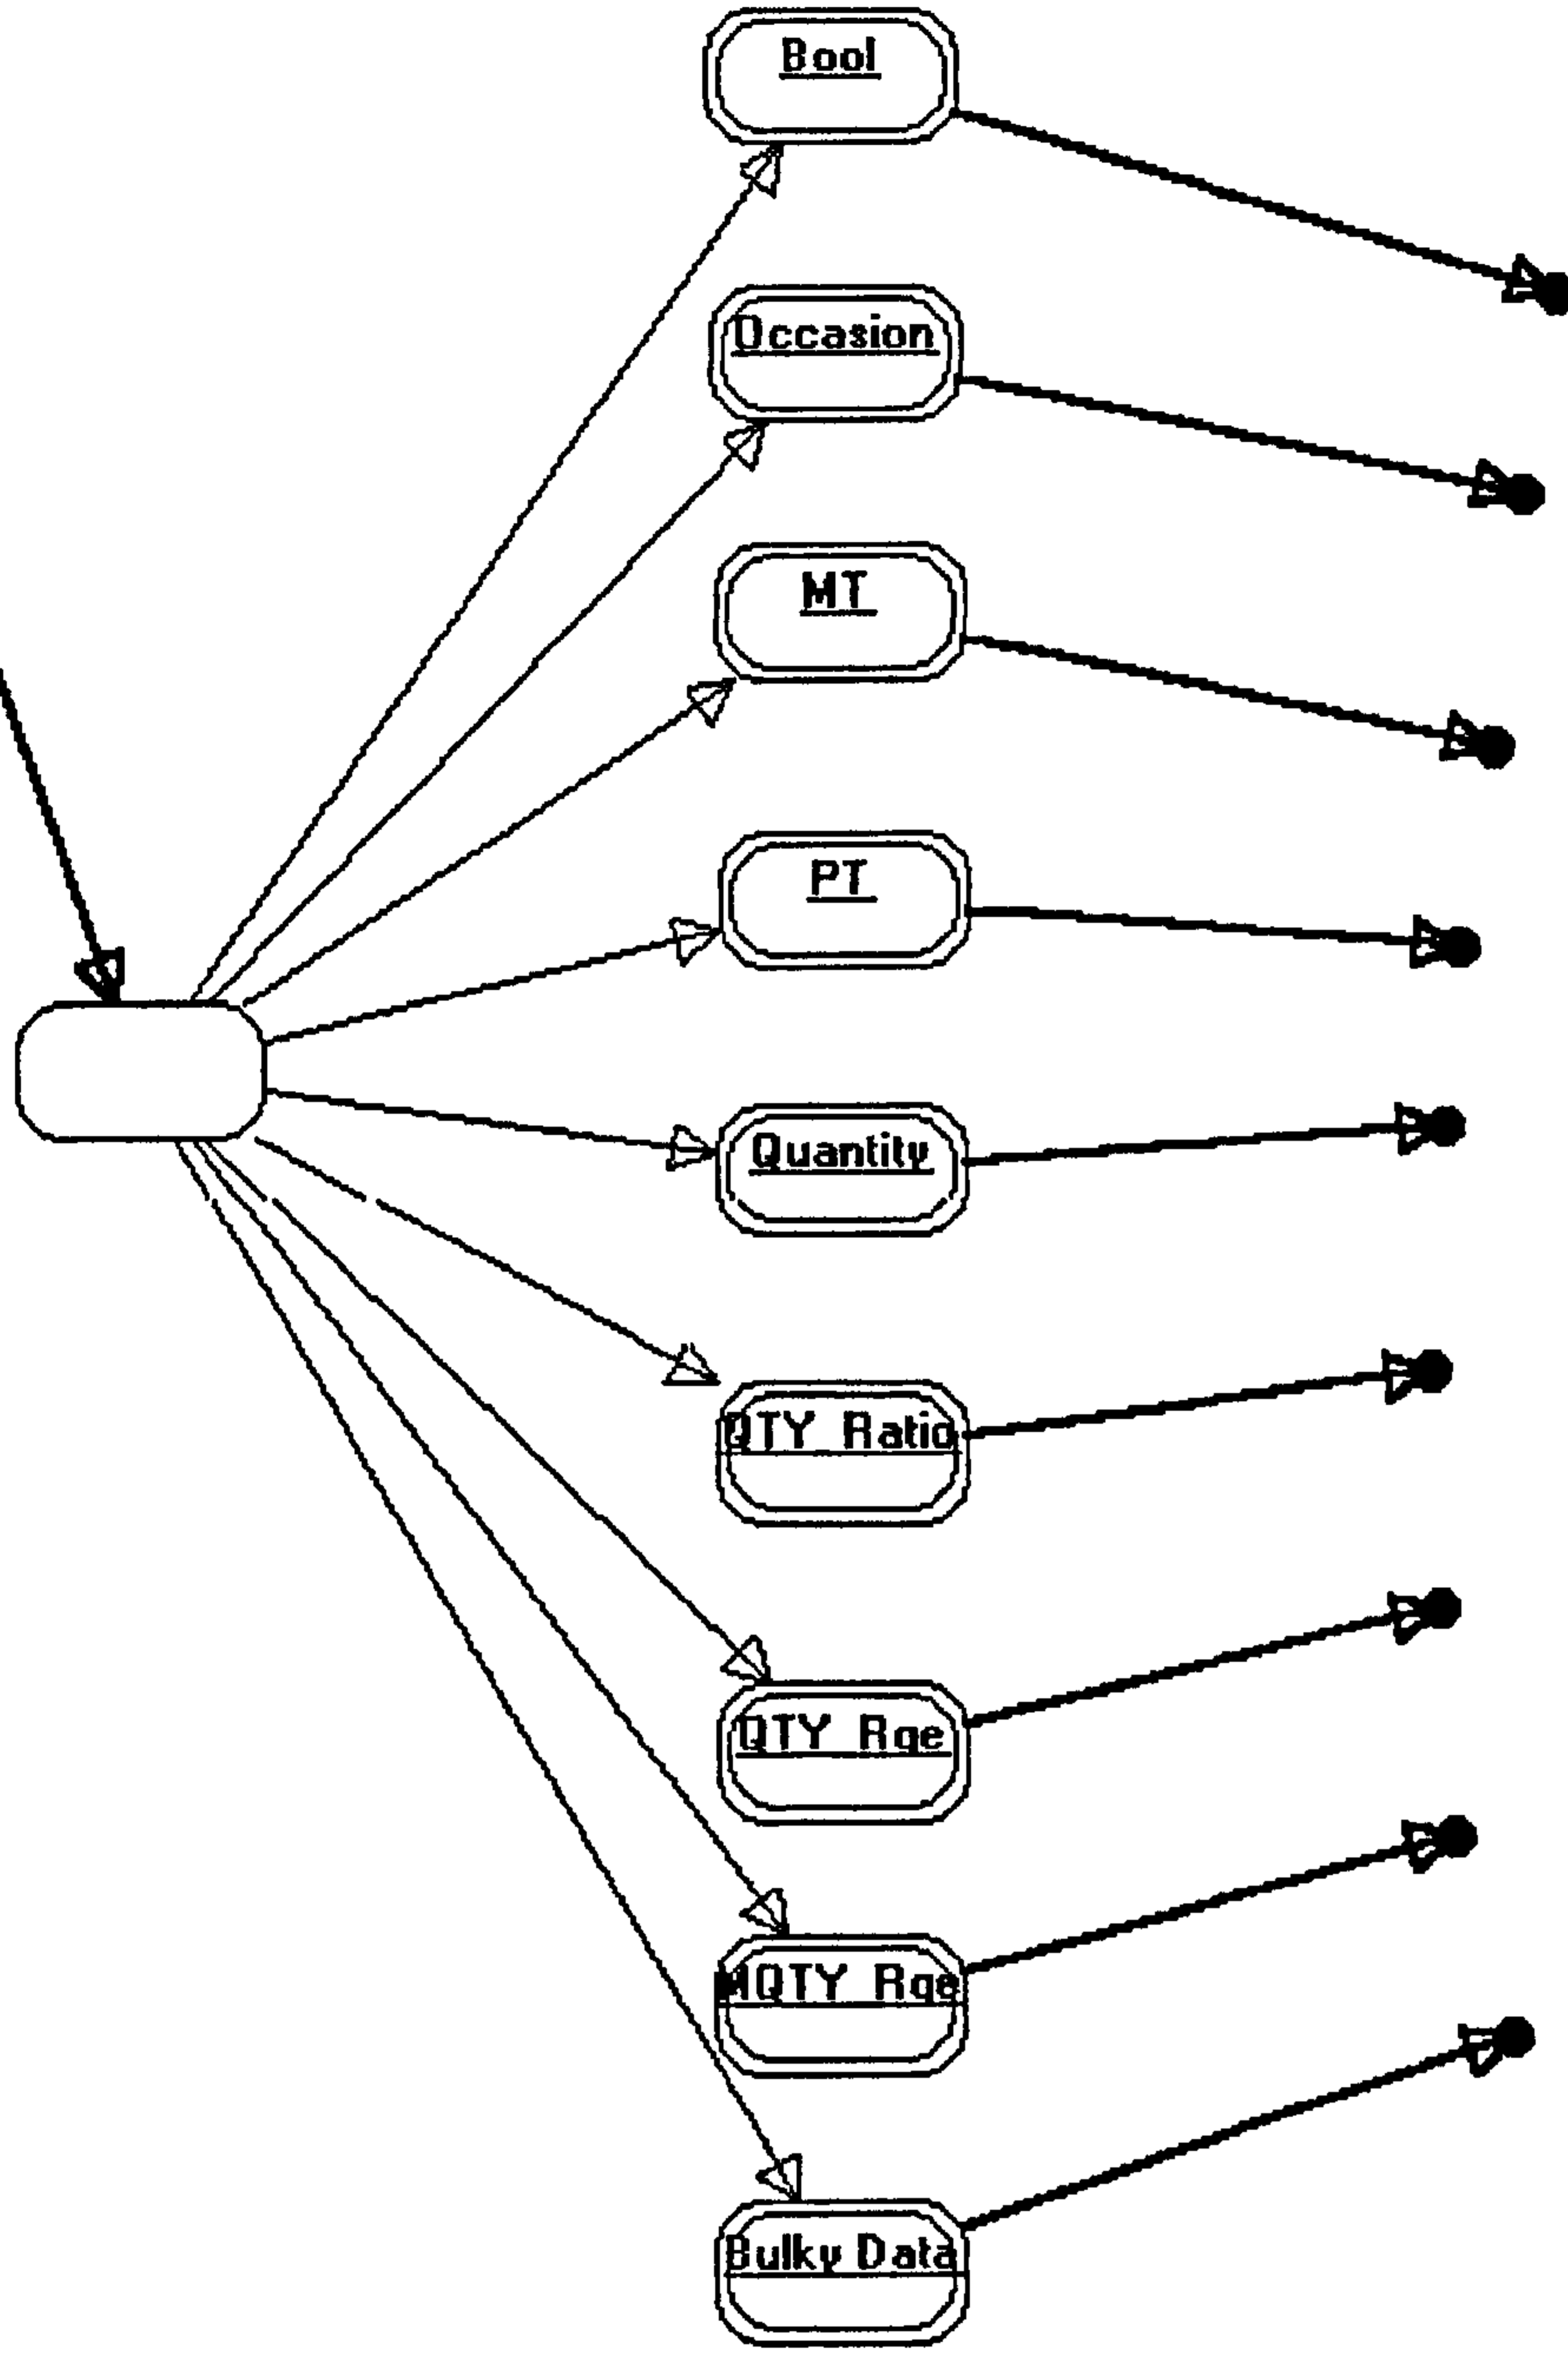 Bool
Occasion
MT
PT
Quantity
QTY Ratio
QTY Rge
MQTY Rge
Bulky Data